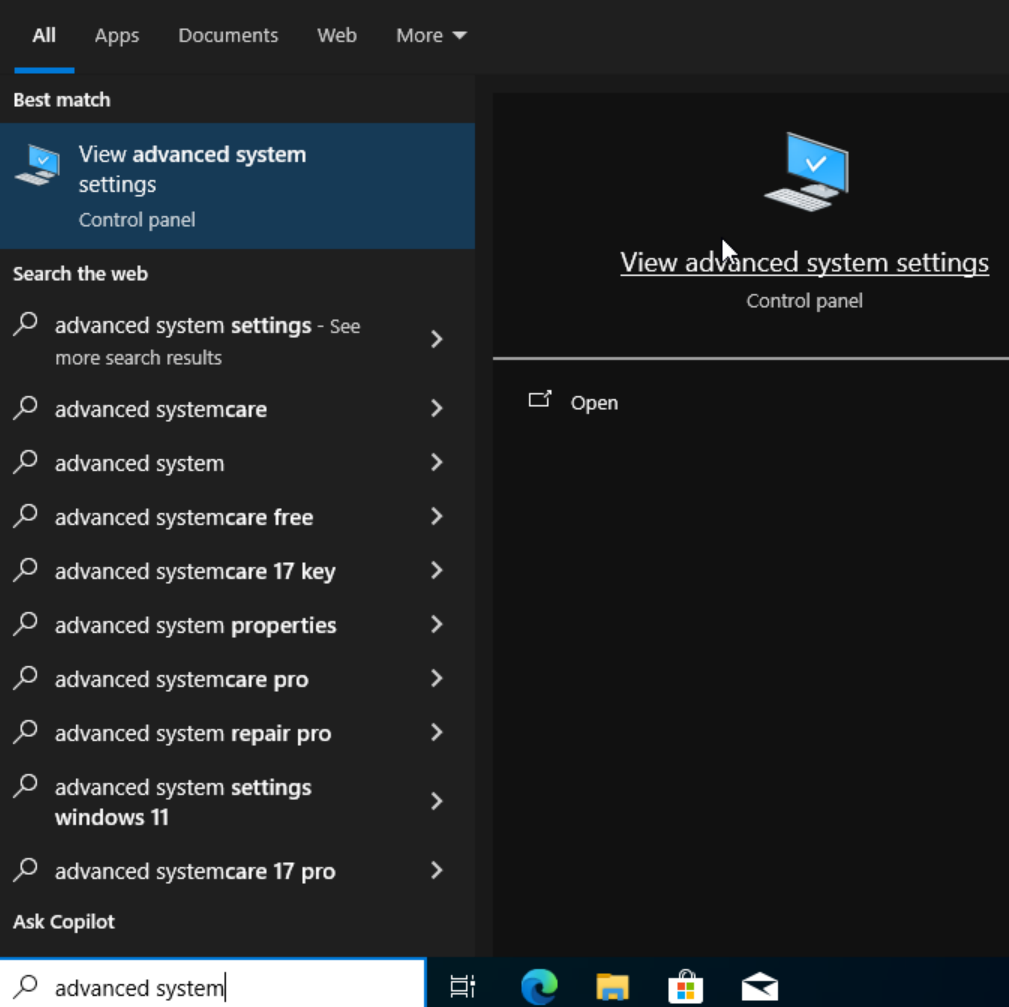 All Apps Documents Web More
Best match
View advanced system
settings
Control panel
Search the web
advanced system settings - See
more search results
advanced systemcare
advanced system
advanced systemcare free
advanced systemcare 17 key
advanced system properties
advanced systemcare pro
advanced system repair pro
advanced system settings
windows 11
advanced systemcare 17 pro
Ask Copilot
advanced system
View advanced system settings
Control panel
Open